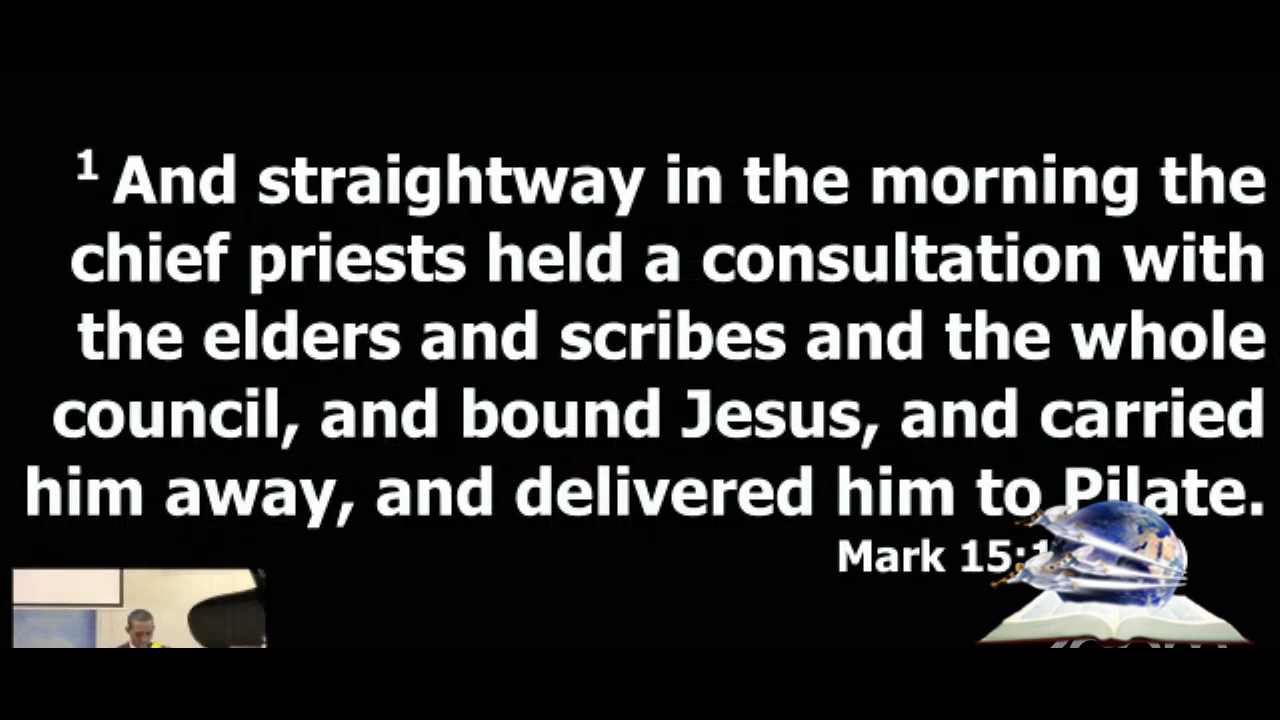 1 And straightway in the morning the
chief priests held a consultation with
the elders and scribes and the whole
council, and bound Jesus, and carried
him away, and delivered him to Pilate.
Mark 15:1